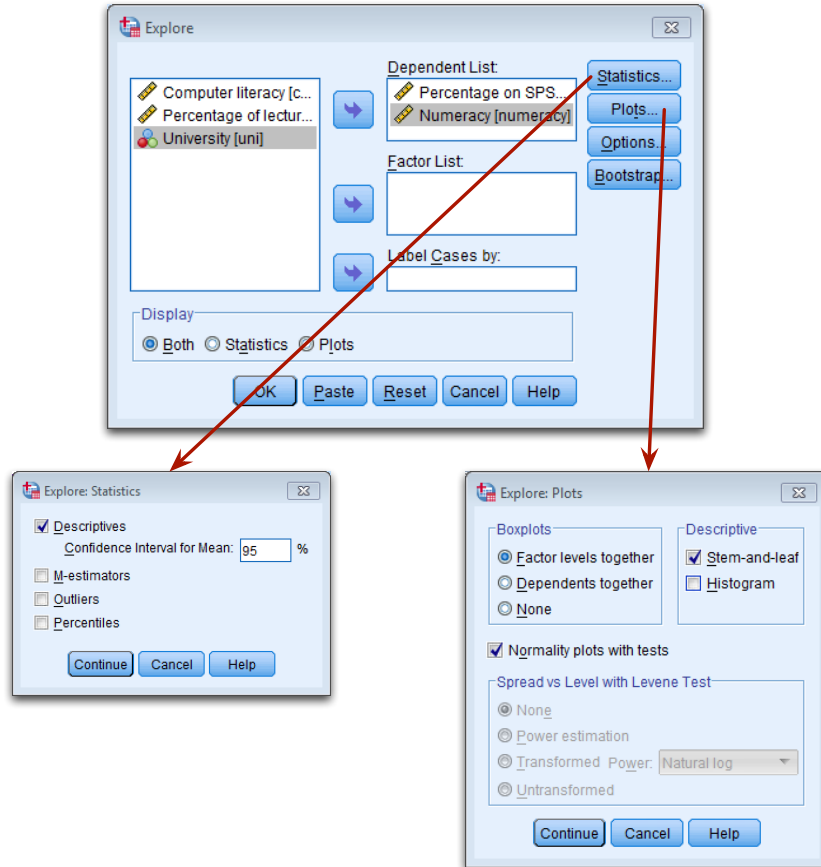 Explore
Dependent List:
Computer literacy [c...
Percentage of lectur...
University [uni]
Percentage on SPS...
Numeracy [numeracy]
Statistics...
Plots...
Options...
Bootstrap...
Factor List:
Label Cases by:
Display
Both Statistics Plots
OK Paste Reset Cancel Help
Explore: Statistics
Descriptives
Confidence Interval for Mean: 95 %
M-estimators
Outliers
Percentiles
Continue Cancel Help
Explore: Plots
Boxplots
Factor levels together
Dependents together
None
Descriptive
Stem-and-leaf
Histogram
Normality plots with tests
Spread vs Level with Levene Test
None
Power estimation
Transformed Power: Natural log
Untransformed
Continue Cancel Help